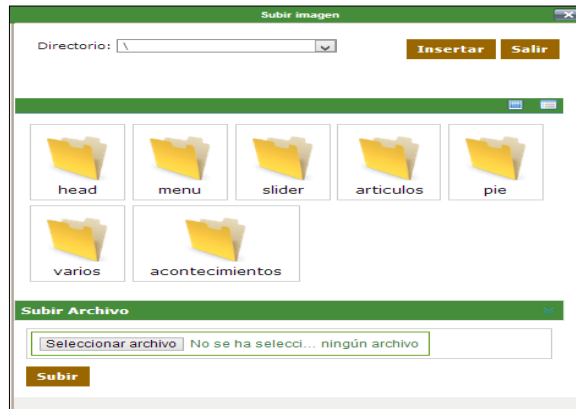 Subir imagen
Directorio: \
Insertar Salir
head menu slider articulos pie
varios acontecimientos
Subir Archivo
Seleccionar archivo No se ha selecci... ningún archivo
Subir